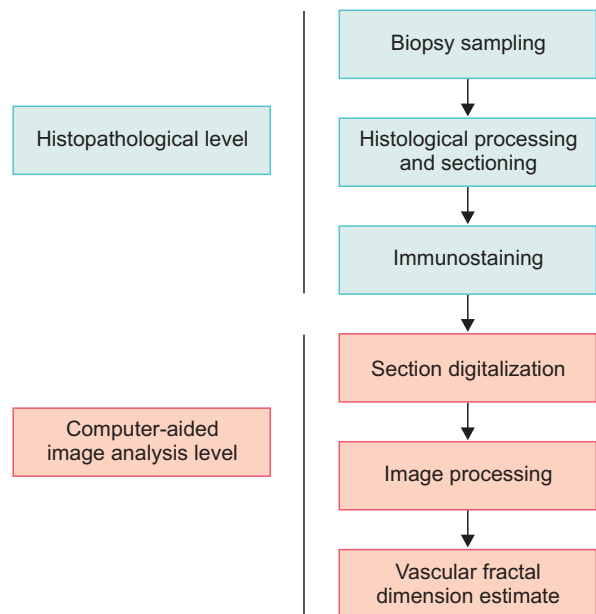 Biopsy sampling
Histopathological level
Histological processing
and sectioning
Immunostaining
Section digitalization
Computer-aided
image analysis level
Image processing
Vascular fractal
dimension estimate